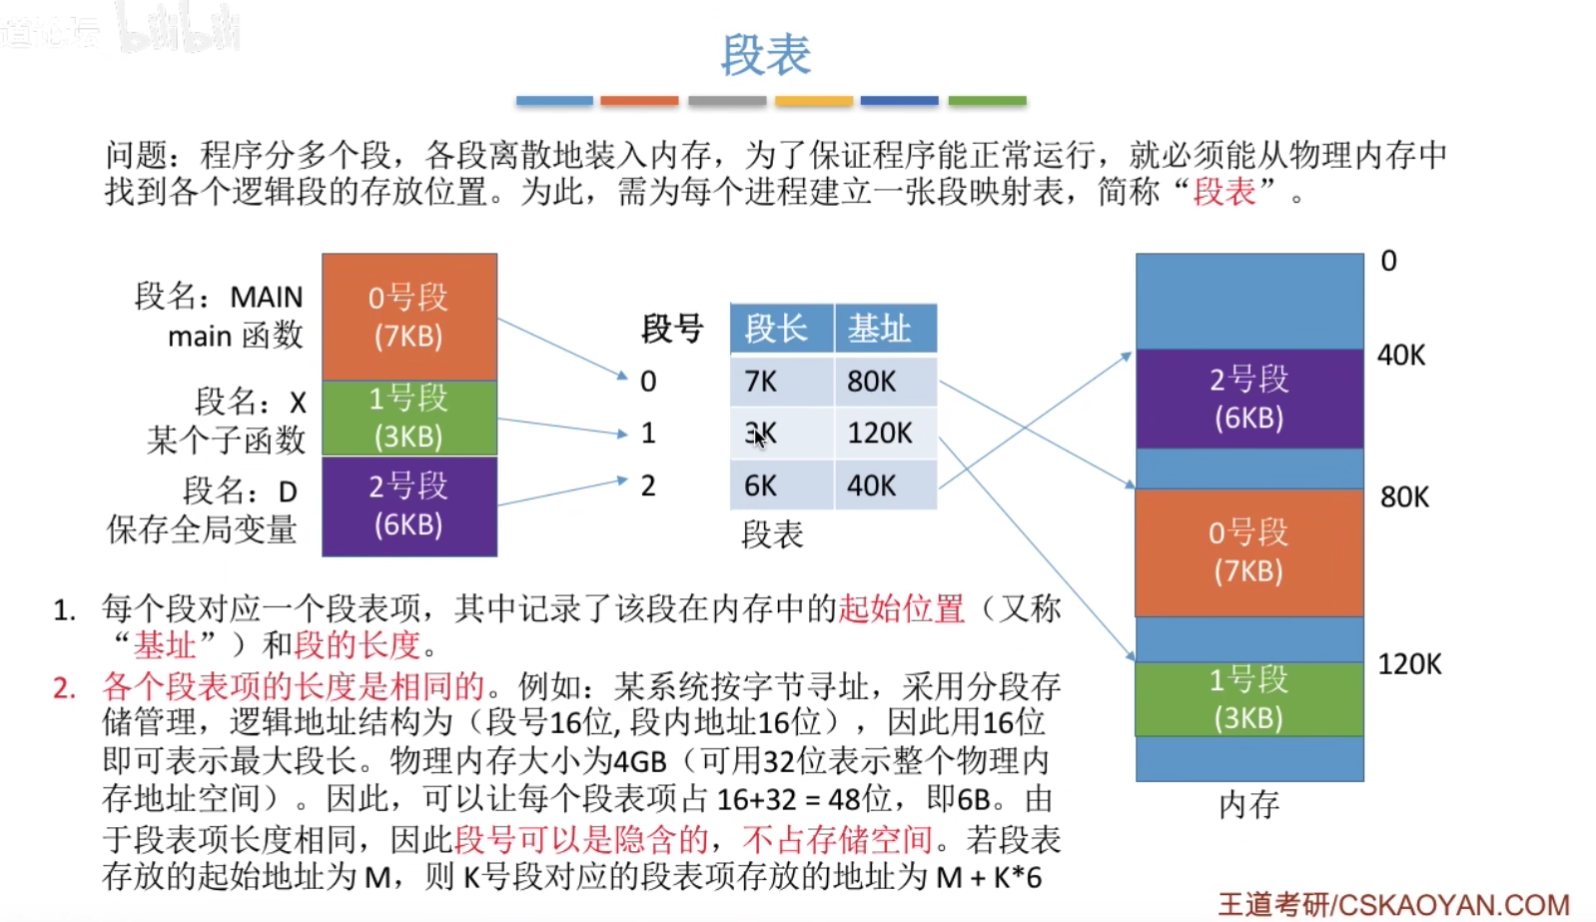 道论坛 bilibili
段表
问题：程序分多个段，各段离散地装入内存，为了保证程序能正常运行，就必须能从物理内存中
找到各个逻辑段的存放位置。为此，需为每个进程建立一张段映射表，简称“段表”。
段名：MAIN
main 函数
段名：X
某个子函数
段名：D
保存全局变量
0号段
(7KB)
1号段
(3KB)
2号段
(6KB)
段号 段长 基址
0 7K 80K
1 3K 120K
2 6K 40K
段表
0
40K
2号段
(6KB)
80K
0号段
(7KB)
120K
1号段
(3KB)
内存
1. 每个段对应一个段表项，其中记录了该段在内存中的起始位置（又称
“基址”）和段的长度。
2. 各个段表项的长度是相同的。例如：某系统按字节寻址，采用分段存
储管理，逻辑地址结构为（段号16位, 段内地址16位），因此用16位
即可表示最大段长。物理内存大小为4GB（可用32位表示整个物理内
存地址空间）。因此，可以让每个段表项占 16+32 = 48位，即6B。由
于段表项长度相同，因此段号可以是隐含的，不占存储空间。若段表
存放的起始地址为 M，则 K号段对应的段表项存放的地址为 M + K*6
王道考研/CSKAOYAN.COM